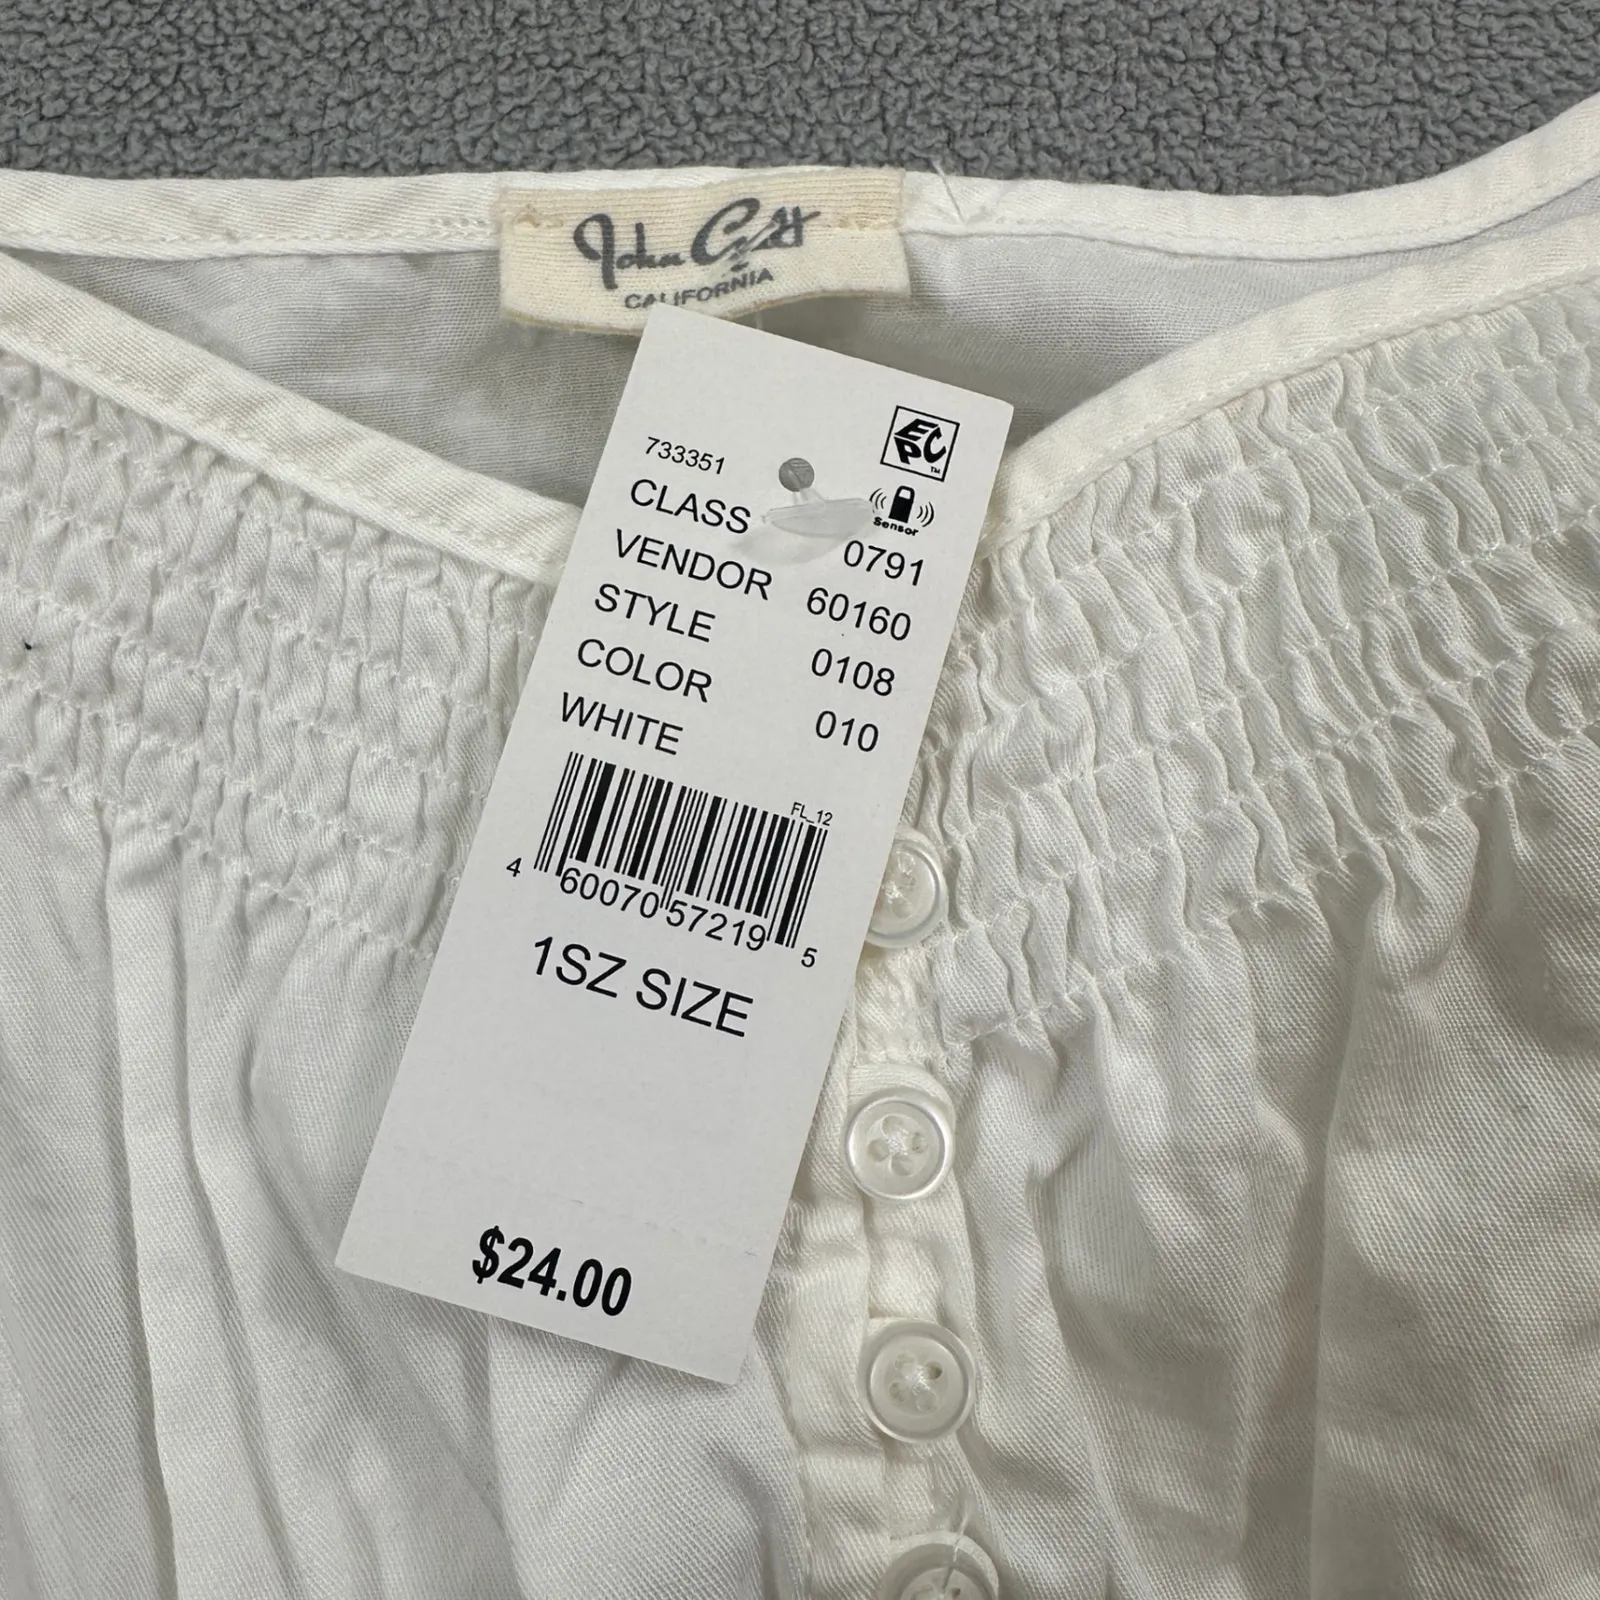 John
CALIFORNIA
EPC™
Sensor
733351
CLASS 0791
VENDOR 60160
STYLE 0108
COLOR 010
WHITE
FL_12
4 60070 57219 5
1SZ SIZE
$24.00